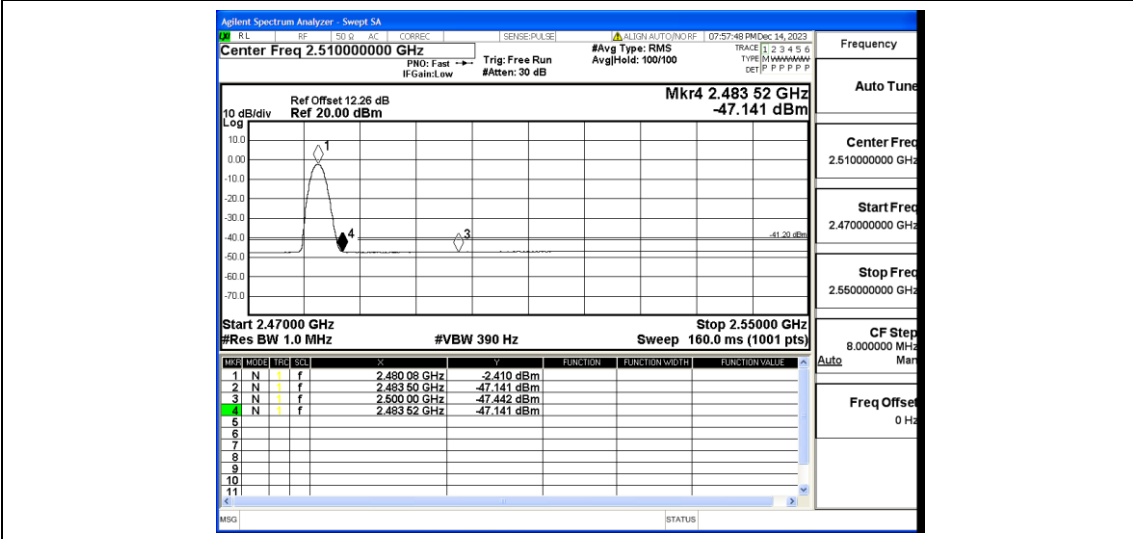 Agilent Spectrum Analyzer - Swept SA
RL RF 50 Ω AC CORREC SENSE:PULSE ALIGN AUTO/NO RF 07:57:48 PM Dec 14, 2023
Center Freq 2.510000000 GHz
#Avg Type: RMS
TRACE 1 2 3 4 5 6
PNO: Fast Trig: Free Run
Avg|Hold: 100/100
IFGain:Low #Atten: 30 dB
DET P P P P P P
Mkr4 2.483 52 GHz
-47.141 dBm
Ref Offset 12.26 dB
10 dB/div Ref 20.00 dBm
Log
10.0
0.00
-10.0
-20.0
-30.0
-40.0
-50.0
-60.0
-70.0
1
4
3
-41.20 dBm
Start 2.47000 GHz Stop 2.55000 GHz
#Res BW 1.0 MHz #VBW 390 Hz Sweep 160.0 ms (1001 pts)
MKR MODE TRC SCL X Y FUNCTION FUNCTION WIDTH FUNCTION VALUE
1 N 1 f 2.480 08 GHz -2.410 dBm
2 N 1 f 2.483 50 GHz -47.141 dBm
3 N 1 f 2.500 00 GHz -47.442 dBm
4 N 1 f 2.483 52 GHz -47.141 dBm
5
6
7
8
9
10
11
MSG STATUS
Frequency
Auto Tune
Center Freq
2.510000000 GHz
Start Freq
2.470000000 GHz
Stop Freq
2.550000000 GHz
CF Step
8.000000 MHz
Auto Man
Freq Offset
0 Hz